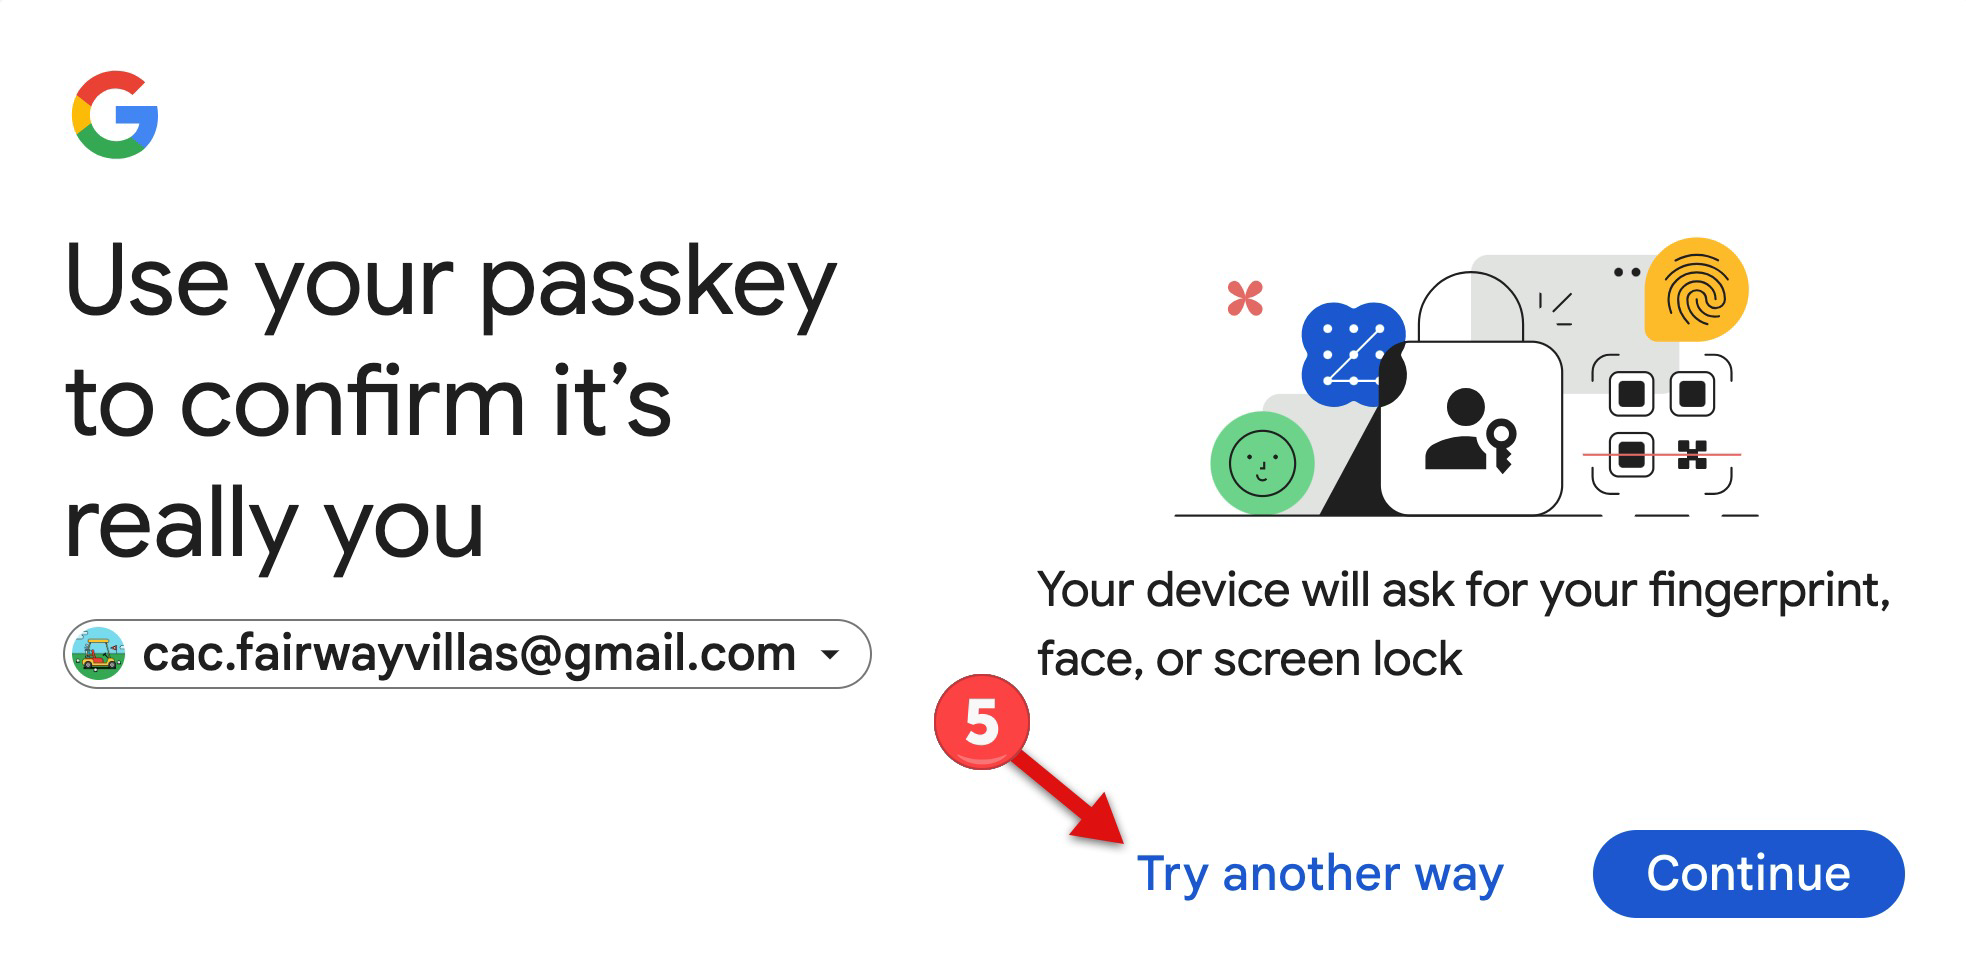 Use your passkey
to confirm it’s
really you
cac.fairwayvillas@gmail.com
Your device will ask for your fingerprint,
face, or screen lock
5
Try another way
Continue